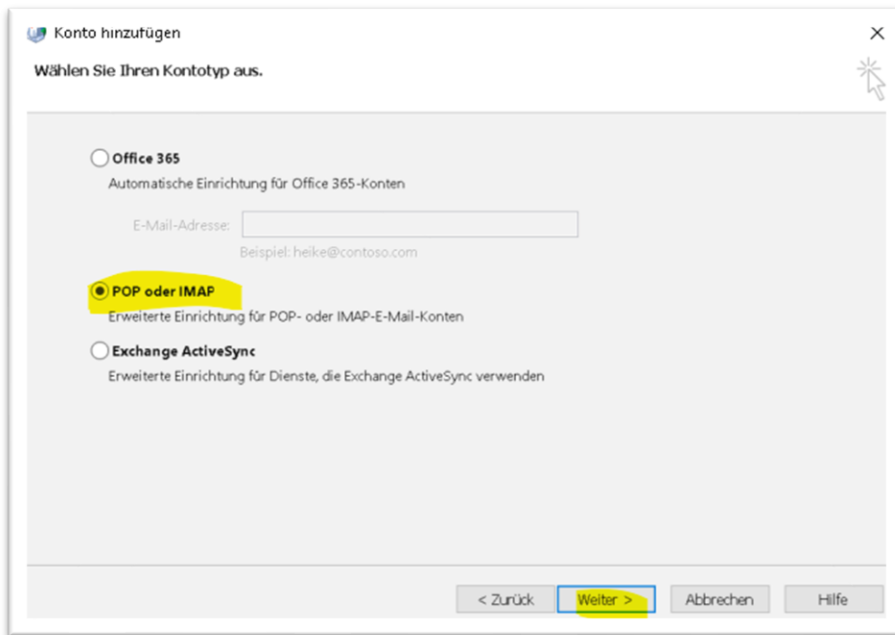 Konto hinzufügen
Wählen Sie Ihren Kontotyp aus.
Office 365
Automatische Einrichtung für Office 365-Konten
E-Mail-Adresse:
Beispiel: heike@contoso.com
POP oder IMAP
Erweiterte Einrichtung für POP- oder IMAP-E-Mail-Konten
Exchange ActiveSync
Erweiterte Einrichtung für Dienste, die Exchange ActiveSync verwenden
< Zurück Weiter > Abbrechen Hilfe